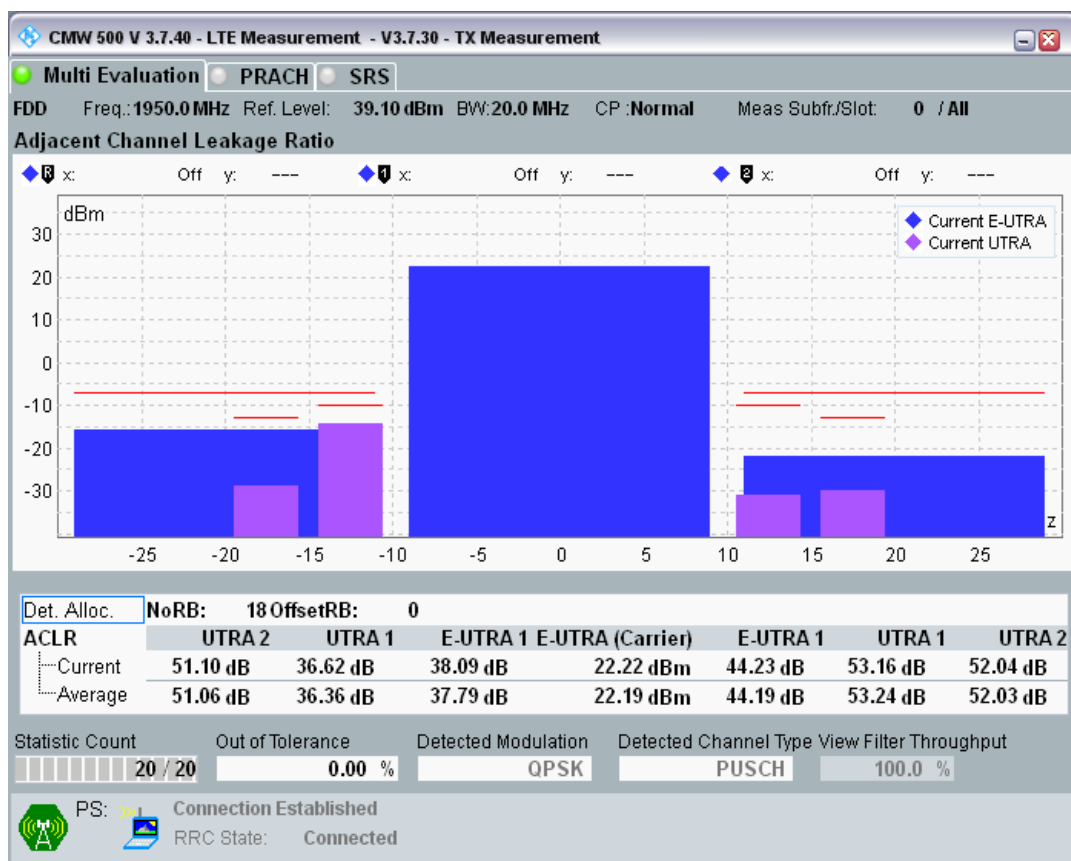 CMW 500 V 3.7.40 - LTE Measurement - V3.7.30 - TX Measurement
Multi Evaluation PRACH SRS
FDD Freq.: 1950.0 MHz Ref. Level: 39.10 dBm BW: 20.0 MHz CP : Normal Meas Subfr./Slot: 0 / All
Adjacent Channel Leakage Ratio
R x: Off y: --- 1 x: Off y: --- 2 x: Off y: ---
dBm
Current E-UTRA
Current UTRA
30
20
10
0
-10
-20
-30
z
-25 -20 -15 -10 -5 0 5 10 15 20 25
Det. Alloc. NoRB: 18 OffsetRB: 0
ACLR UTRA 2 UTRA 1 E-UTRA 1 E-UTRA (Carrier) E-UTRA 1 UTRA 1 UTRA 2
Current 51.10 dB 36.62 dB 38.09 dB 22.22 dBm 44.23 dB 53.16 dB 52.04 dB
Average 51.06 dB 36.36 dB 37.79 dB 22.19 dBm 44.19 dB 53.24 dB 52.03 dB
Statistic Count Out of Tolerance Detected Modulation Detected Channel Type View Filter Throughput
20 / 20 0.00 % QPSK PUSCH 100.0 %
PS: Connection Established
RRC State: Connected